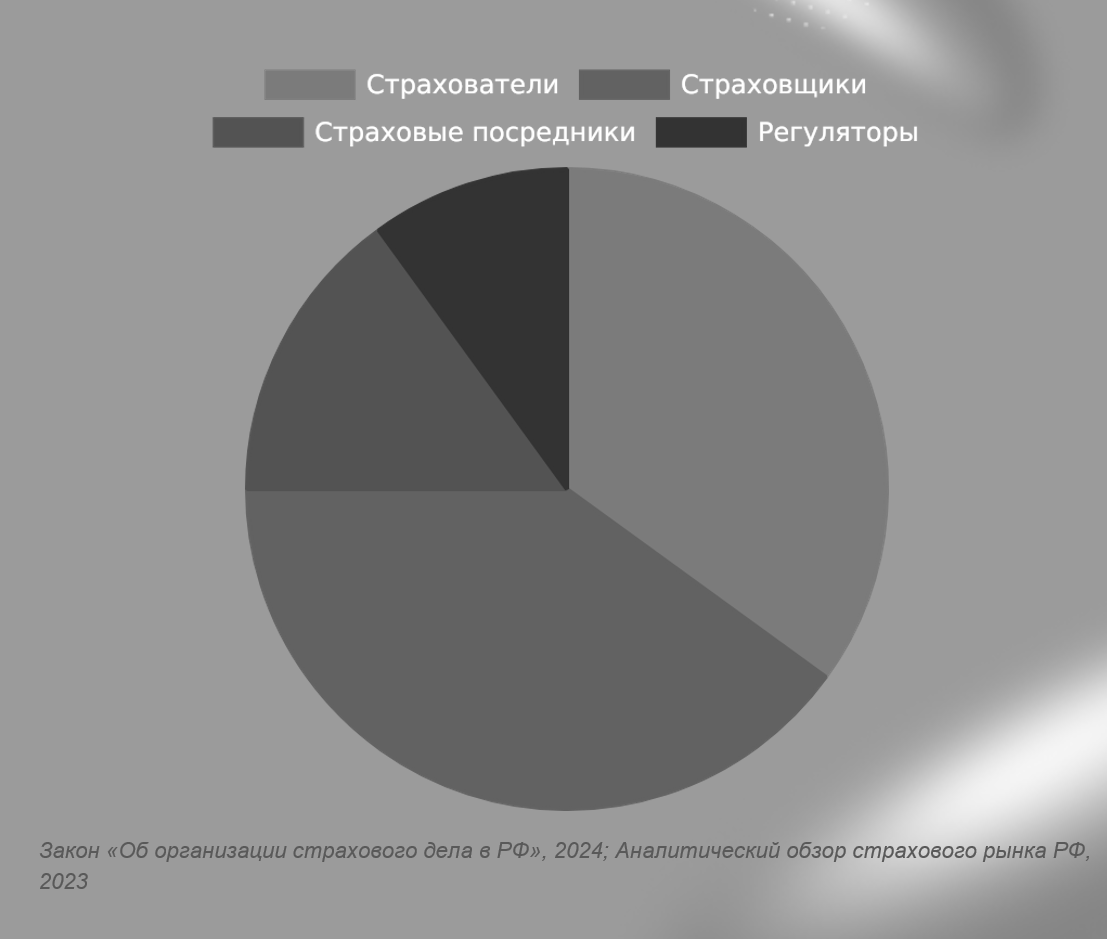 Страхователи Страховщики
Страховые посредники Регуляторы
Закон «Об организации страхового дела в РФ», 2024; Аналитический обзор страхового рынка РФ,
2023